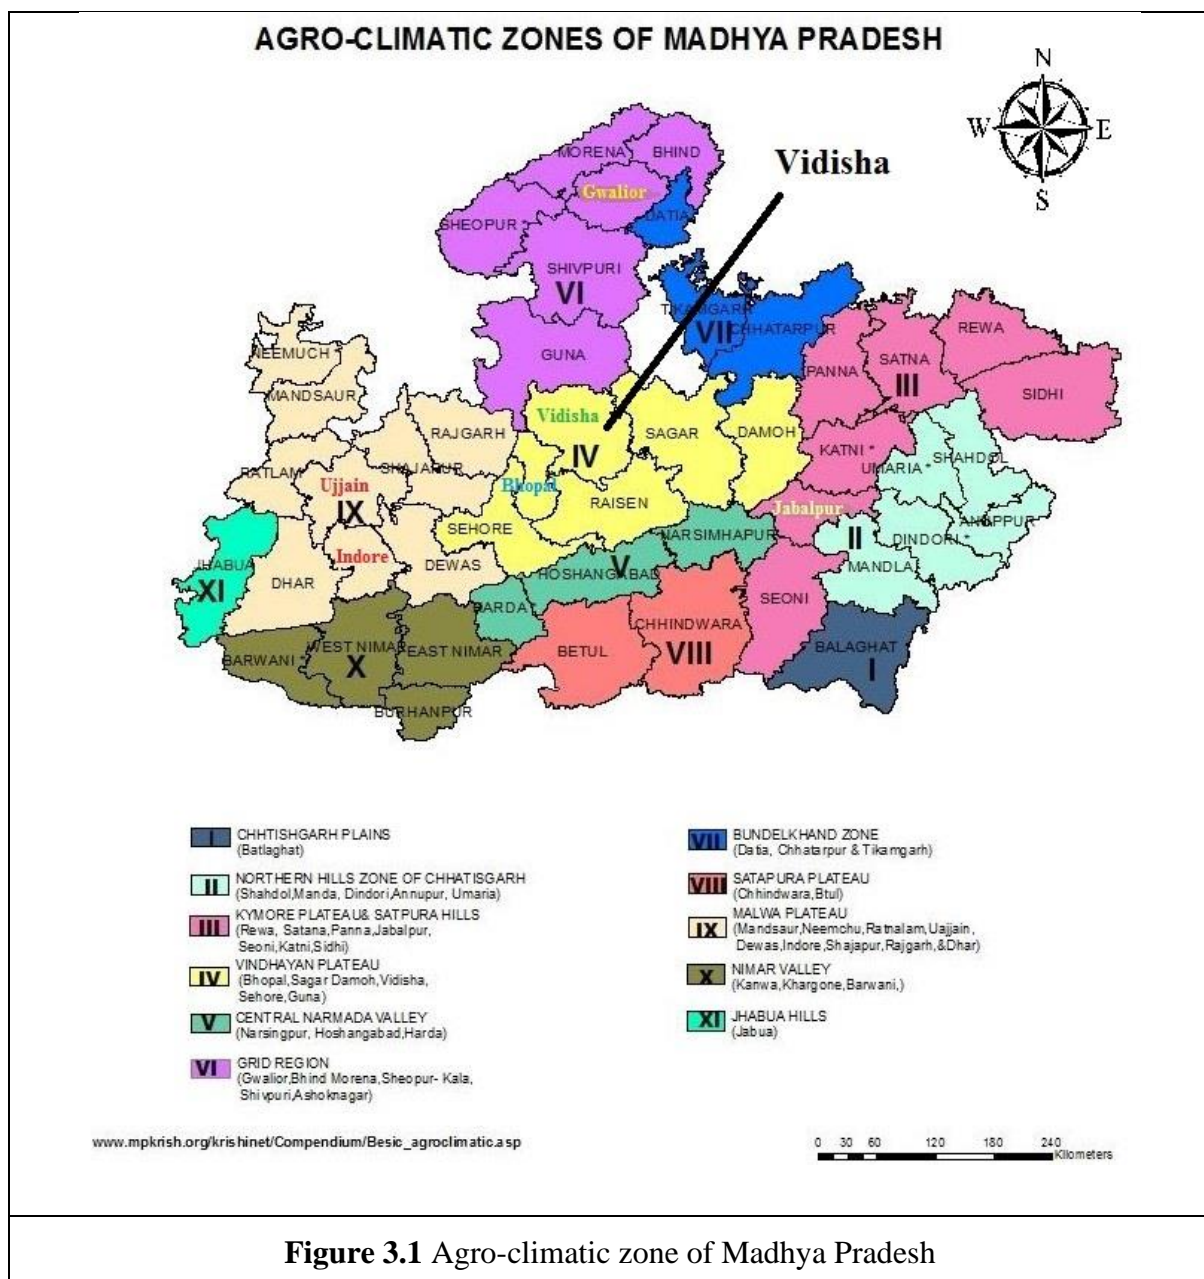 AGRO-CLIMATIC ZONES OF MADHYA PRADESH
N
W E
S
Vidisha
MORENA
BHIND
Gwalior
DATIA
SHEOPUR *
SHIVPURI
VI
GUNA
TIKAMGARH
VII
CHHATARPUR
NEEMUCH *
MANDSAUR
RATLAM
RAJGARH
SHAJAPUR
Ujjain
IX
Indore
DEWAS
DHAR
JHABUA
XI
Vidisha
IV
SAGAR
DAMOH
Bhopal
RAISEN
SEHORE
PANNA
SATNA
III
REWA
SIDHI
KATNI *
UMARIA *
SHAHDOL
ANUPPUR
DINDORI *
II
MANDLA
Jabalpur
NARSIMHAPUR
V
HOSHANGABAD
HARDA *
SEONI
BALAGHAT
I
CHHINDWARA
VIII
BETUL
BARWANI *
WEST NIMAR
X
EAST NIMAR
BURHANPUR
I CHHTISHGARH PLAINS
(Batlaghat)
II NORTHERN HILLS ZONE OF CHHATISGARH
(Shahdol,Manda, Dindori,Annupur, Umaria)
III KYMORE PLATEAU& SATPURA HILLS
(Rewa, Satana,Panna,Jabalpur,
Seoni,Katni,Sidhi)
IV VINDHAYAN PLATEAU
(Bhopal,Sagar Damoh,Vidisha,
Sehore,Guna)
V CENTRAL NARMADA VALLEY
(Narsingpur, Hoshangabad,Harda)
VI GRID REGION
(Gwalior,Bhind Morena,Sheopur- Kala,
Shivpuri,Ashoknagar)
VII BUNDELKHAND ZONE
(Datia, Chhatarpur & Tikamgarh)
VIII SATAPURA PLATEAU
(Chhindwara,Btul)
IX MALWA PLATEAU
(Mandsaur,Neemchu,Ratnalam,Uajjain,
Dewas,Indore,Shajapur,Rajgarh,&Dhar)
X NIMAR VALLEY
(Kanwa,Khargone,Barwani,)
XI JHABUA HILLS
(Jabua)
www.mpkrish.org/krishinet/Compendium/Besic_agroclimatic.asp
0 30 60 120 180 240
Kilometers
Figure 3.1 Agro-climatic zone of Madhya Pradesh